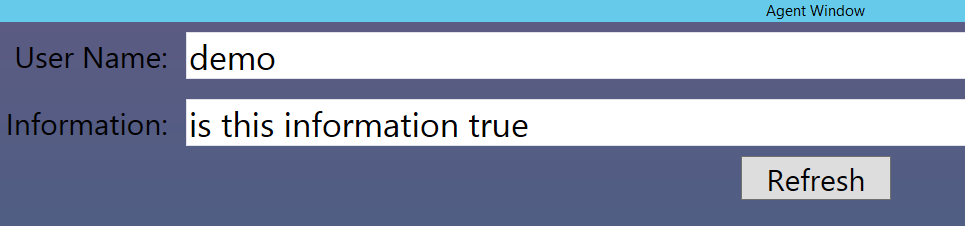 Agent Window
User Name: demo
Information: is this information true
Refresh